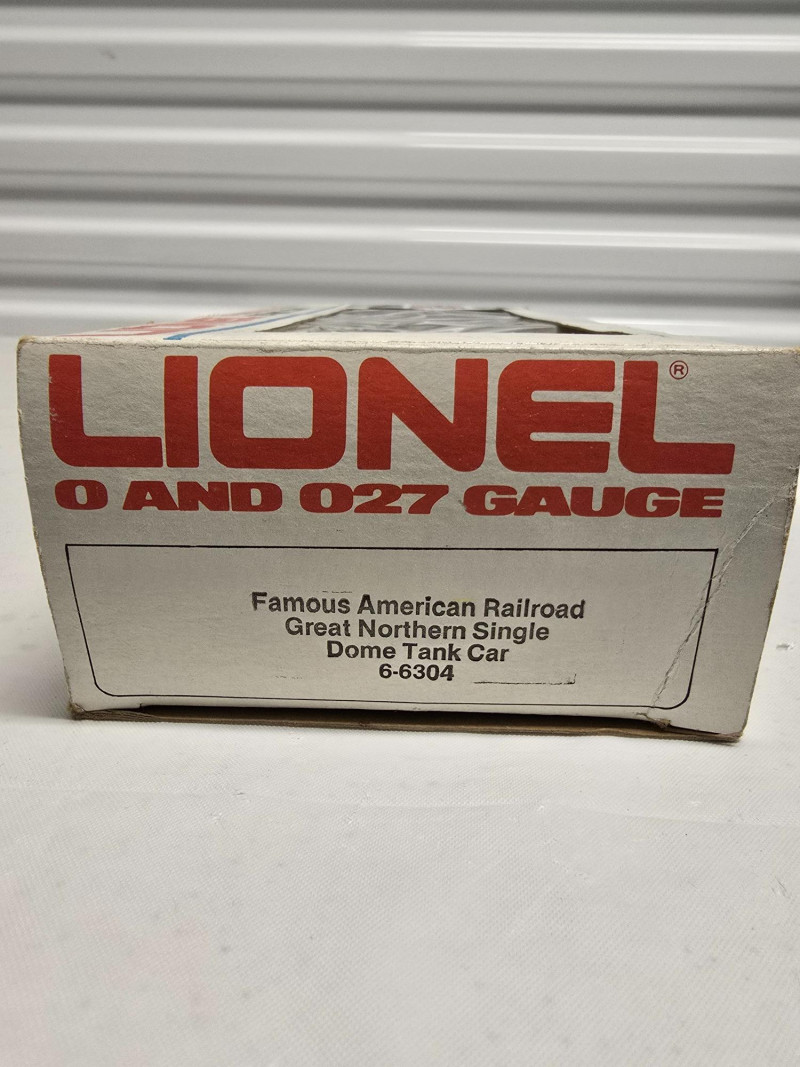 LIONEL®
O AND O27 GAUGE
Famous American Railroad
Great Northern Single
Dome Tank Car
6-6304